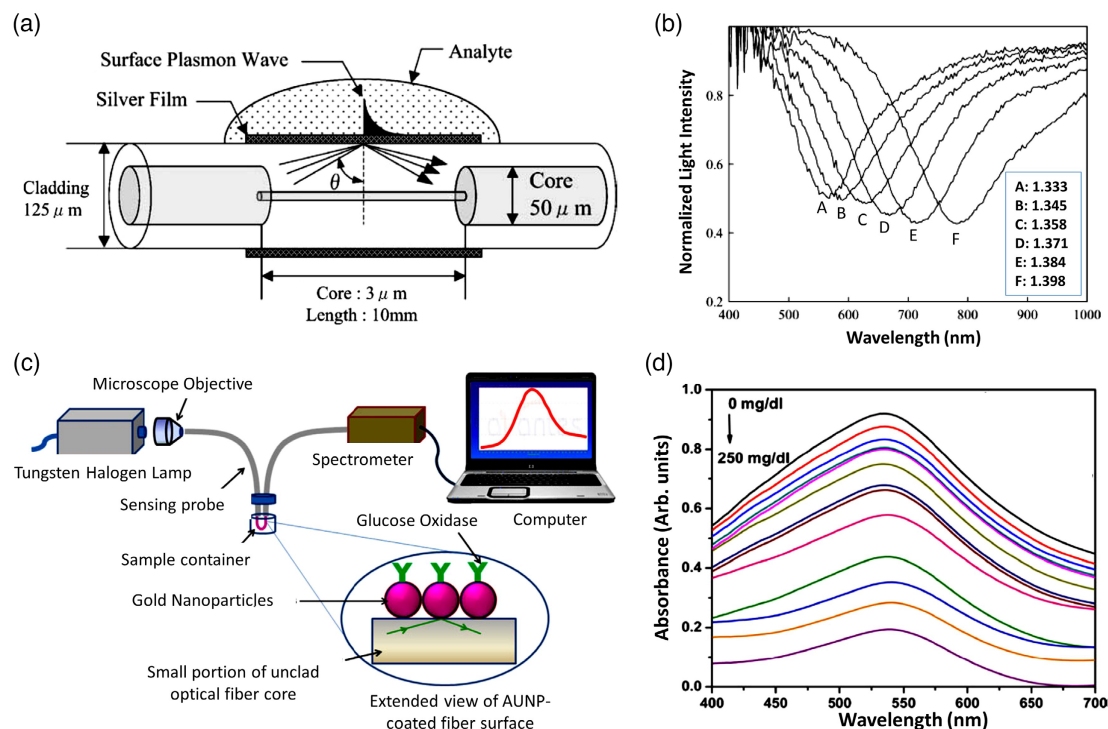 (a)
Surface Plasmon Wave
Analyte
Silver Film
θ
Cladding
125 μm
Core
50 μm
Core : 3 μm
Length : 10mm
(b)
Normalized Light Intensity
0.8
0.6
0.4
0.2
A
B
C
D
E
F
A: 1.333
B: 1.345
C: 1.358
D: 1.371
E: 1.384
F: 1.398
400 500 600 700 800 900 1000
Wavelength (nm)
(c)
Microscope Objective
Tungsten Halogen Lamp
Spectrometer
Sensing probe
Computer
Glucose Oxidase
Sample container
Gold Nanoparticles
Small portion of unclad
optical fiber core
Extended view of AUNP-
coated fiber surface
(d)
Absorbance (Arb. units)
1.0
0.8
0.6
0.4
0.2
0.0
0 mg/dl
250 mg/dl
400 450 500 550 600 650 700
Wavelength (nm)